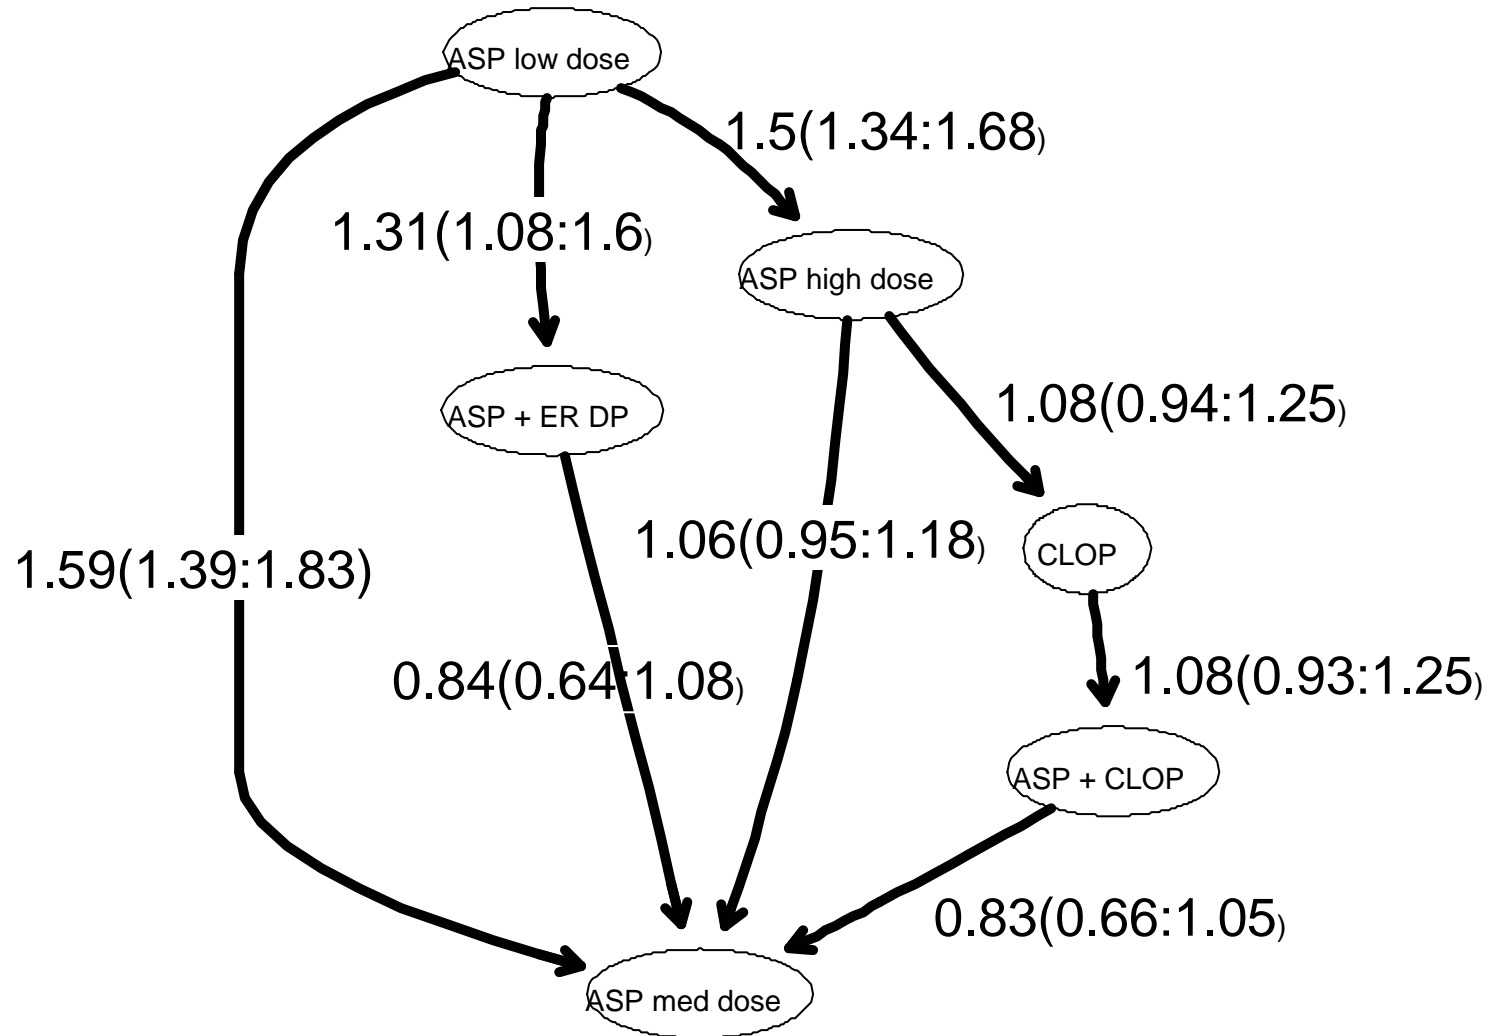 ASP low dose
1.5(1.34:1.68)
1.31(1.08:1.6)
ASP high dose
1.08(0.94:1.25)
ASP + ER DP
1.06(0.95:1.18)
CLOP
1.59(1.39:1.83)
0.84(0.64:1.08)
1.08(0.93:1.25)
ASP + CLOP
0.83(0.66:1.05)
ASP med dose